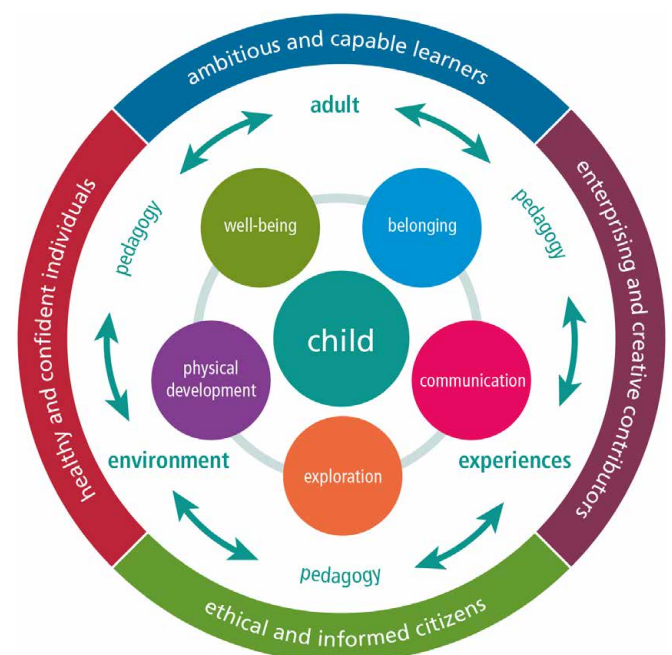 ambitious and capable learners
adult
pedagogy
pedagogy
healthy and confident individuals
enterprising and creative contributors
well-being
belonging
child
physical
development
communication
environment
experiences
exploration
pedagogy
ethical and informed citizens